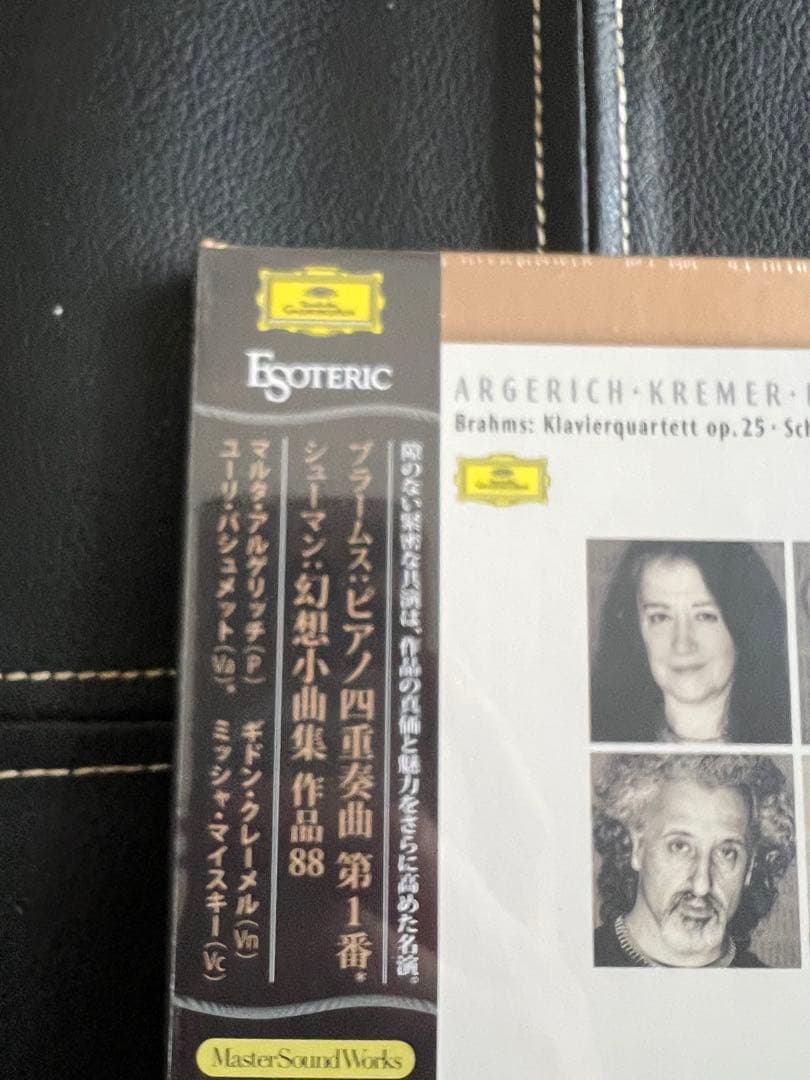 Deutsche
Grammophon
ESOTERIC
隙のない緊密な共演は、作品の真価と魅力をさらに高めた名演。
ブラームス:ピアノ四重奏曲 第1番*
シューマン:幻想小曲集 作品88
マルタ・アルゲリッチ(P) ギドン・クレーメル(Vn)
ユーリ・バシュメット(Va)* ミッシャ・マイスキー(Vc)
MasterSoundWorks
ARGERICH·KREMER·
Brahms: Klavierquartett op.25·Sch